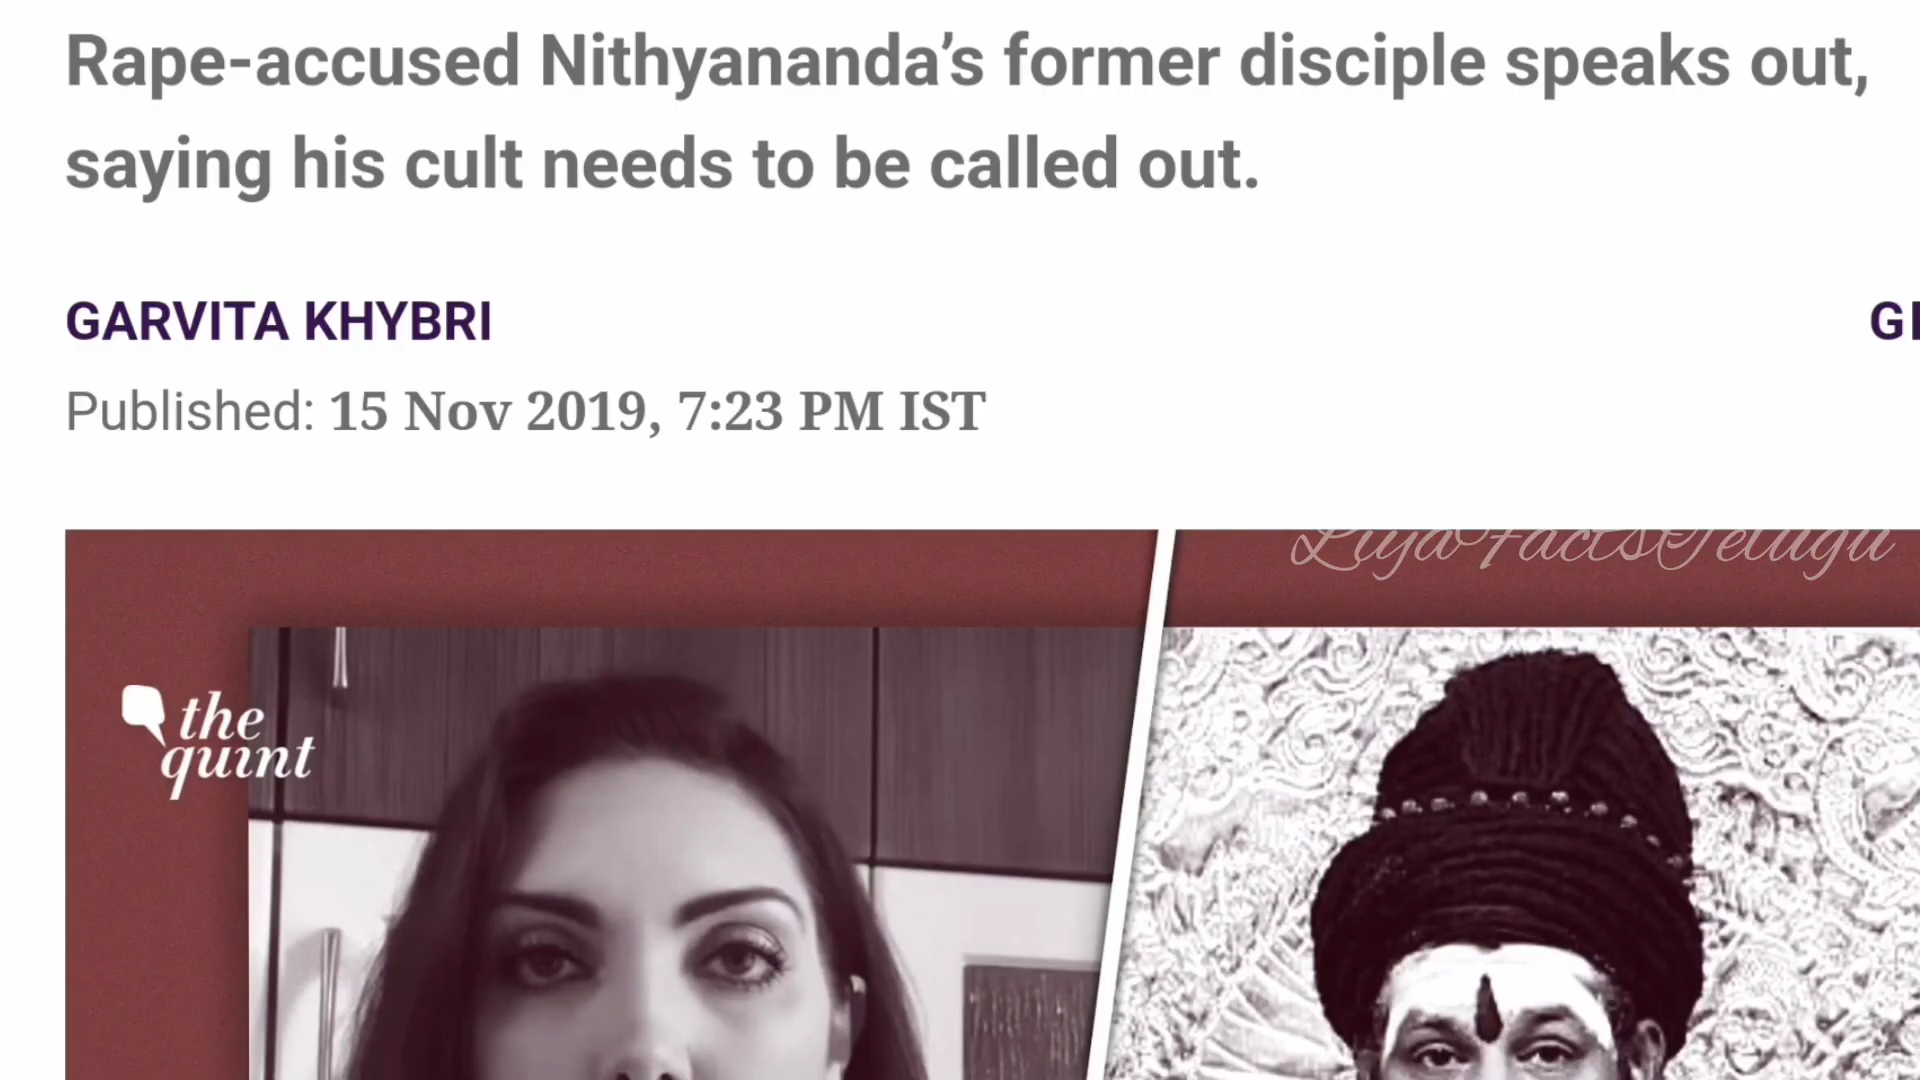 Rape-accused Nithyananda’s former disciple speaks out,
saying his cult needs to be called out.
GARVITA KHYBRI
Published: 15 Nov 2019, 7:23 PM IST
LiyaFactsTelugu
the
quint